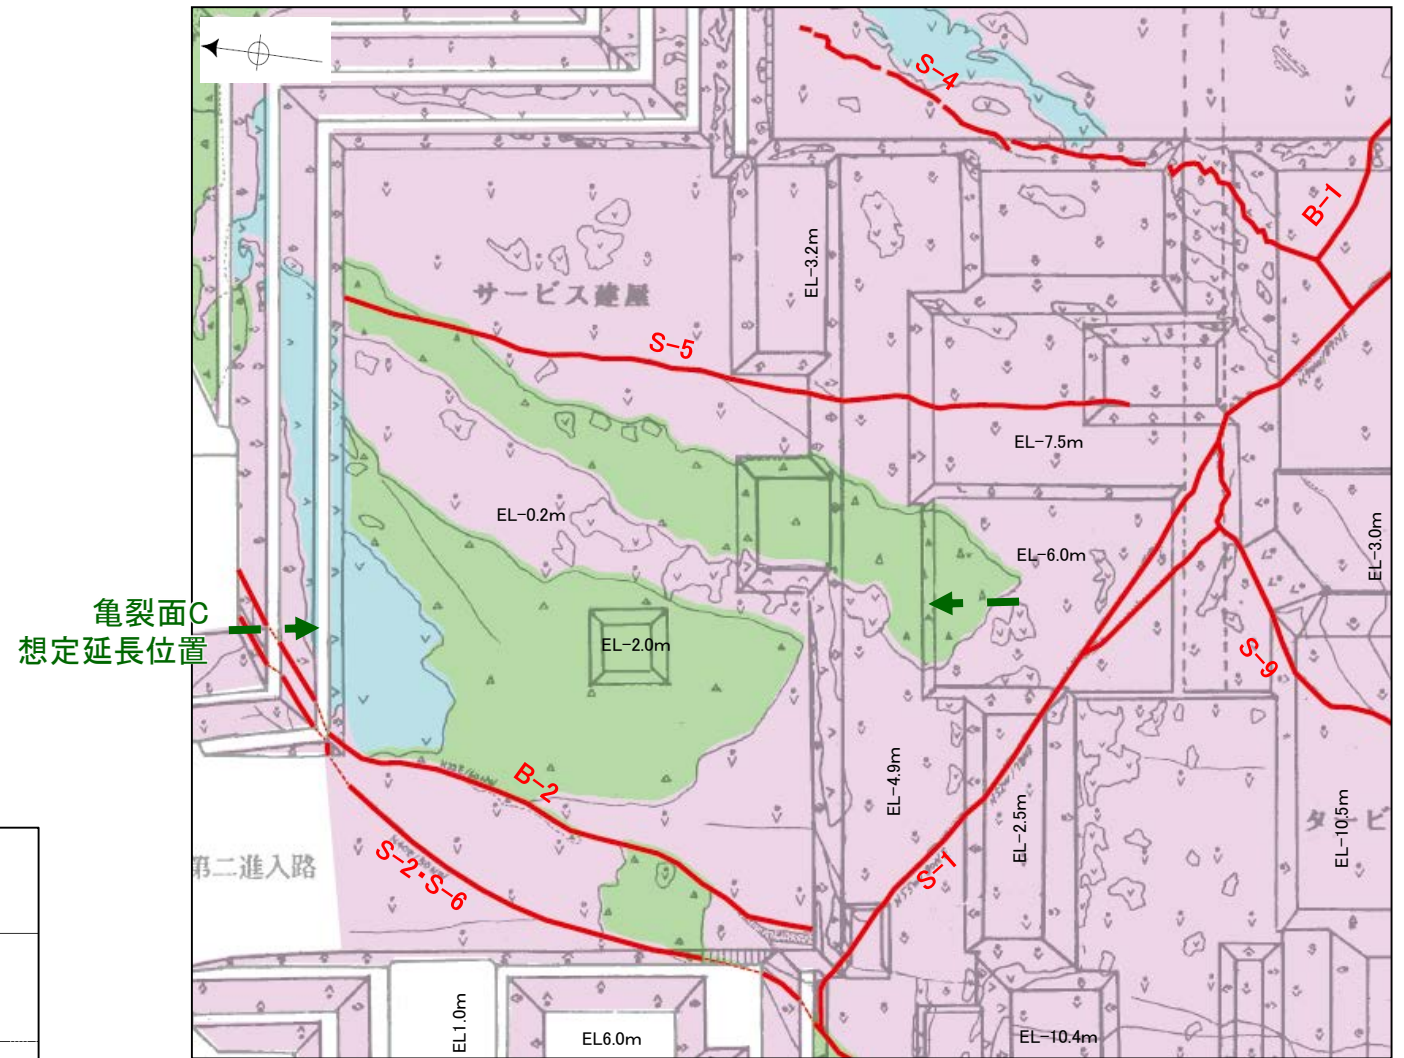 S-4
B-1
EL-3.2m
サービス建屋
S-5
EL-7.5m
EL-0.2m
EL-6.0m
EL-3.0m
亀裂面C
想定延長位置
EL-2.0m
S-9
B-2
EL-4.9m
EL-2.5m
EL-10.5m
タービ
S-2・S-6
S-1
第二進入路
EL1.0m
EL6.0m
EL-10.4m